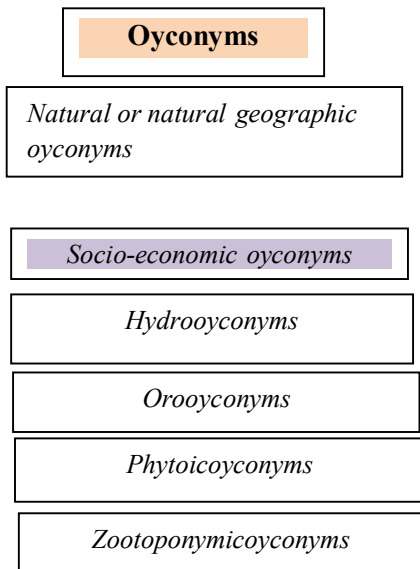 Oyconyms
Natural or natural geographic
oyconyms
Socio-economic oyconyms
Hydrooyconyms
Orooyconyms
Phytoicoyconyms
Zootoponymicoyconyms